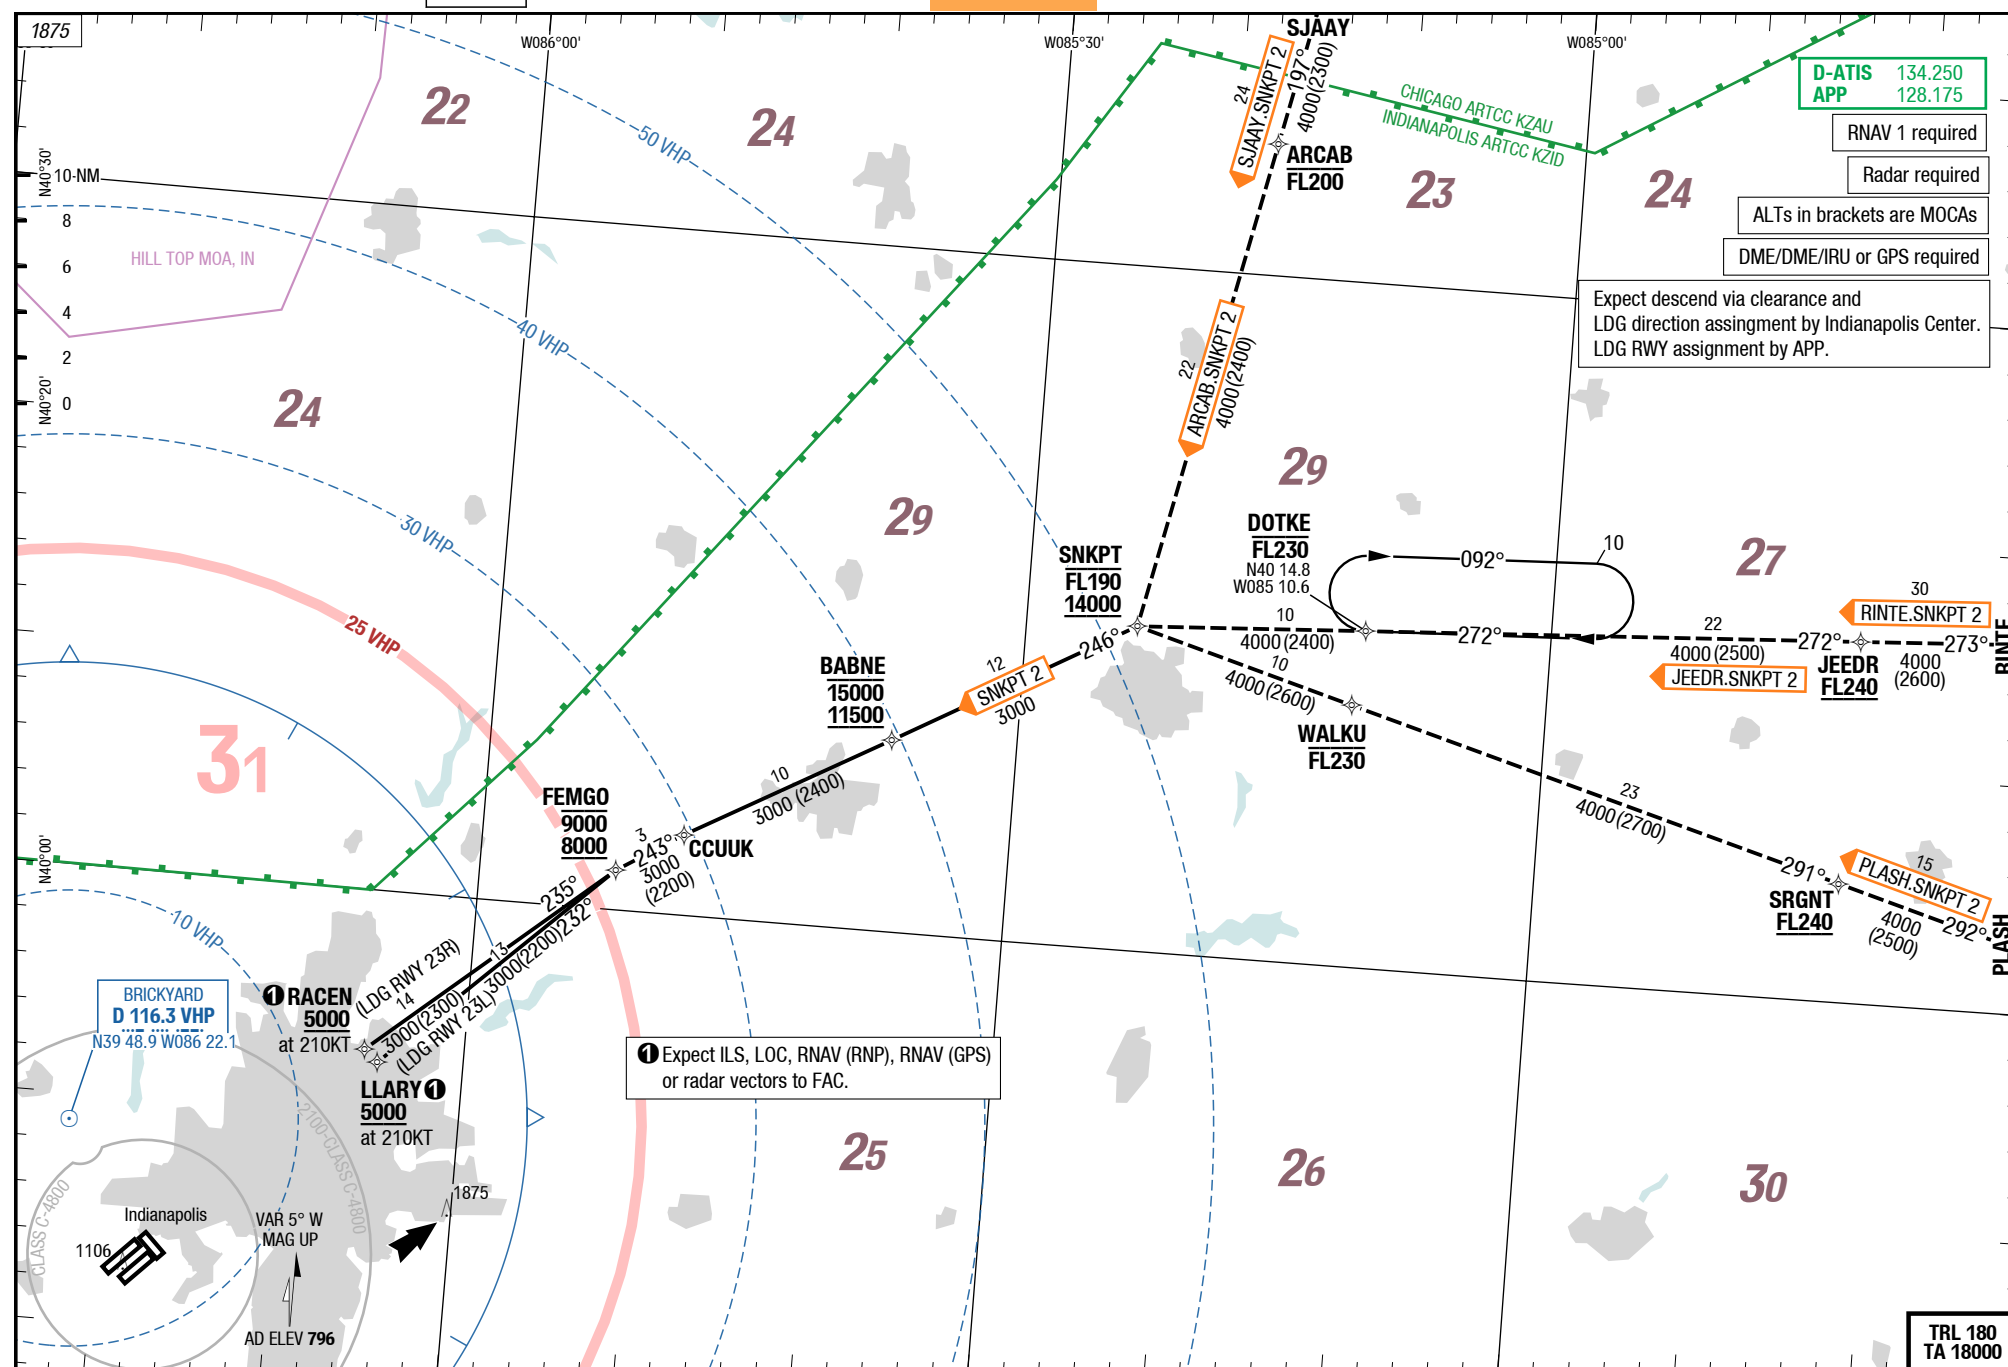 1875
W086°00'
W085°30'
W085°00'
SJAAY
197°
4000(2300)
24
SJAAY.SNKPT 2
CHICAGO ARTCC KZAU
INDIANAPOLIS ARTCC KZID
D-ATIS 134.250
APP 128.175
RNAV 1 required
Radar required
ALTs in brackets are MOCAs
DME/DME/IRU or GPS required
Expect descend via clearance and
LDG direction assingment by Indianapolis Center.
LDG RWY assignment by APP.
22
24
23
24
50 VHP
ARCAB
FL200
N40°30'
10-NM
8
6
4
2
0
HILL TOP MOA, IN
40 VHP
22
ARCAB.SNKPT 2
4000(2400)
N40°20'
24
29
29
27
30 VHP
DOTKE
FL230
N40 14.8
W085 10.6
092°
10
SNKPT
FL190
14000
10
4000(2400)
272°
22
4000(2500)
272°
30
RINTE.SNKPT 2
273°
RINTE
JEEDR.SNKPT 2
JEEDR
FL240
4000
(2600)
25 VHP
246°
12
SNKPT 2
3000
10
4000(2600)
WALKU
FL230
BABNE
15000
11500
31
23
4000(2700)
10
3000 (2400)
FEMGO
9000
8000
3
243°
3000
(2200)
CCUUK
N40°00'
291°
SRGNT
FL240
15
PLASH.SNKPT 2
4000
(2500)
292°
PLASH
10 VHP
235°
232°
13
3000(2200)
(LDG RWY 23R)
14
3000(2300)
(LDG RWY 23L)
BRICKYARD
D 116.3 VHP
N39 48.9 W086 22.1
1 RACEN
5000
at 210KT
LLARY 1
5000
at 210KT
1 Expect ILS, LOC, RNAV (RNP), RNAV (GPS)
or radar vectors to FAC.
25
26
30
2100-CLASS C-4800
CLASS C-4800
1875
Indianapolis
1106
VAR 5° W
MAG UP
AD ELEV 796
TRL 180
TA 18000